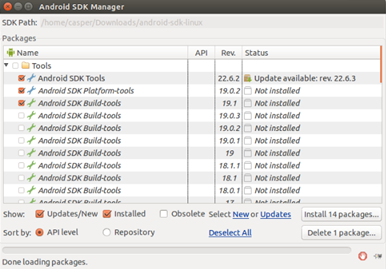 Android SDK Manager
SDK Path: /home/casper/Downloads/android-sdk-linux
Packages
Name API Rev. Status
Tools
Android SDK Tools 22.6.2 Update available: rev. 22.6.3
Android SDK Platform-tools 19.0.2 Not installed
Android SDK Build-tools 19.1 Not installed
Android SDK Build-tools 19.0.3 Not installed
Android SDK Build-tools 19.0.2 Not installed
Android SDK Build-tools 19.0.1 Not installed
Android SDK Build-tools 19 Not installed
Android SDK Build-tools 18.1.1 Not installed
Android SDK Build-tools 18.1 Not installed
Android SDK Build-tools 18.0.1 Not installed
Android SDK Build-tools 17 Not installed
Show: Updates/New Installed Obsolete Select New or Updates Install 14 packages...
Sort by: API level Repository Deselect All Delete 1 package...
Done loading packages.